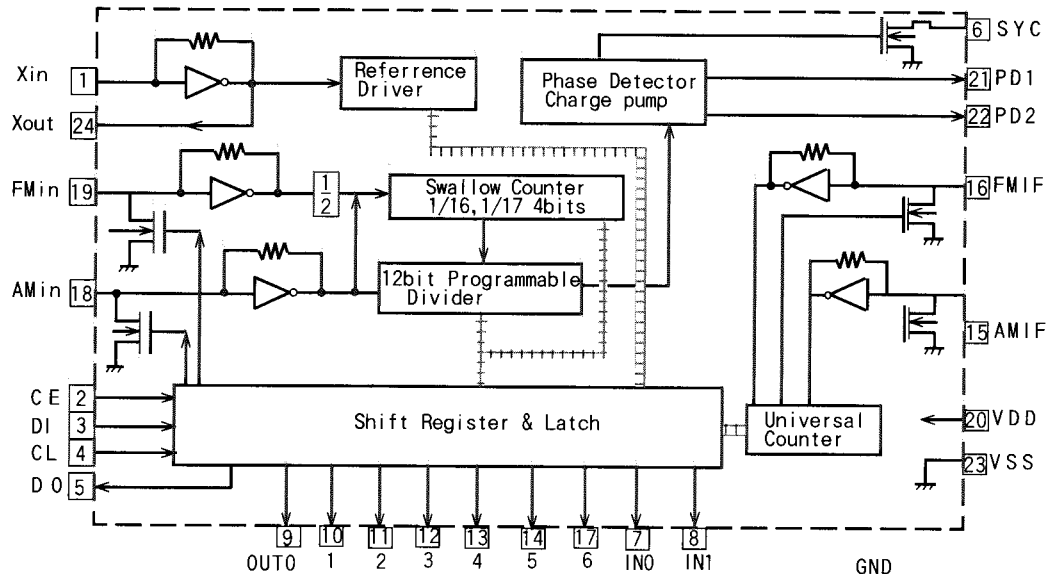 6 SYC
Xin 1
Referrence
Driver
Phase Detector
Charge pump
21 PD1
22 PD2
Xout 24
FMin 19
1
2
Swallow Counter
1/16,1/17 4bits
16 FMIF
AMin 18
12bit Programmable
Divider
15 AMIF
CE 2
DI 3
CL 4
DO 5
Shift Register & Latch
Universal
Counter
20 VDD
23 VSS
9 10 11 12 13 14 17 7 8
OUT0 1 2 3 4 5 6 IN0 IN1
GND